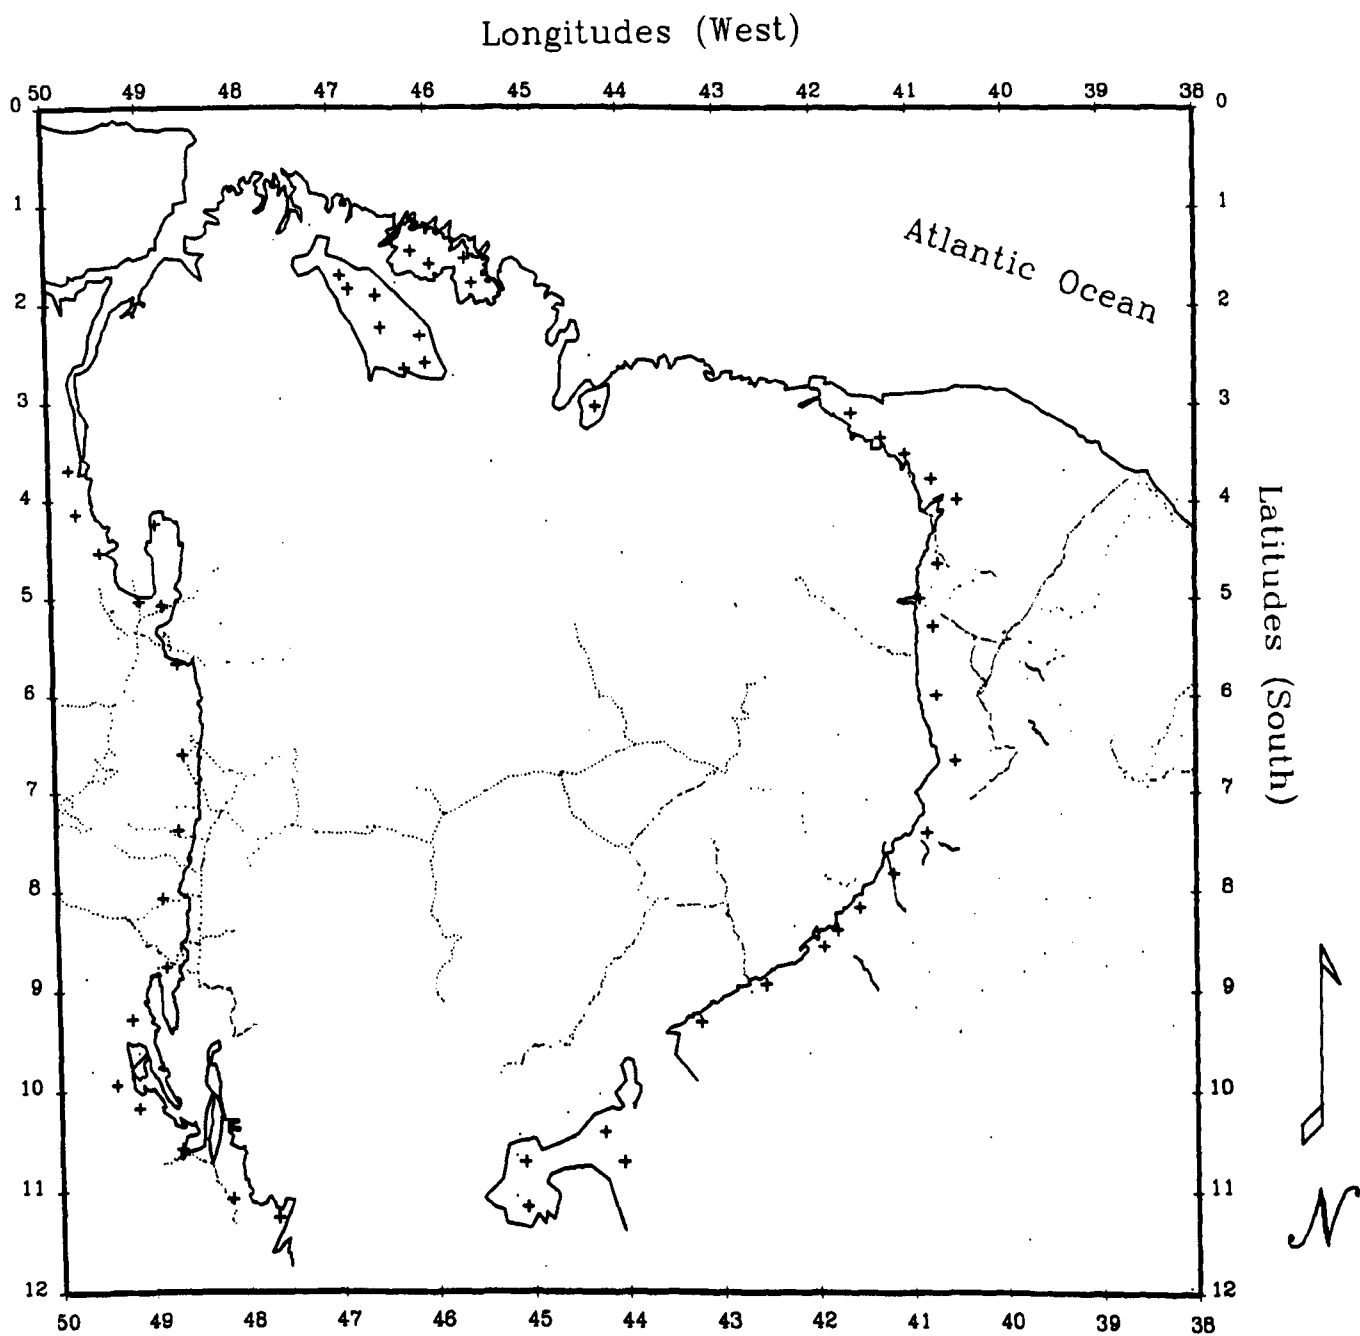 Longitudes (West)
50 49 48 47 46 45 44 43 42 41 40 39 38
0 0
1 1
Atlantic Ocean
2 2
3 3
4 4
Latitudes (South)
5 5
6 6
7 7
8 8
9 9
10 10
11 11
N
12 12
50 49 48 47 46 45 44 43 42 41 40 39 38